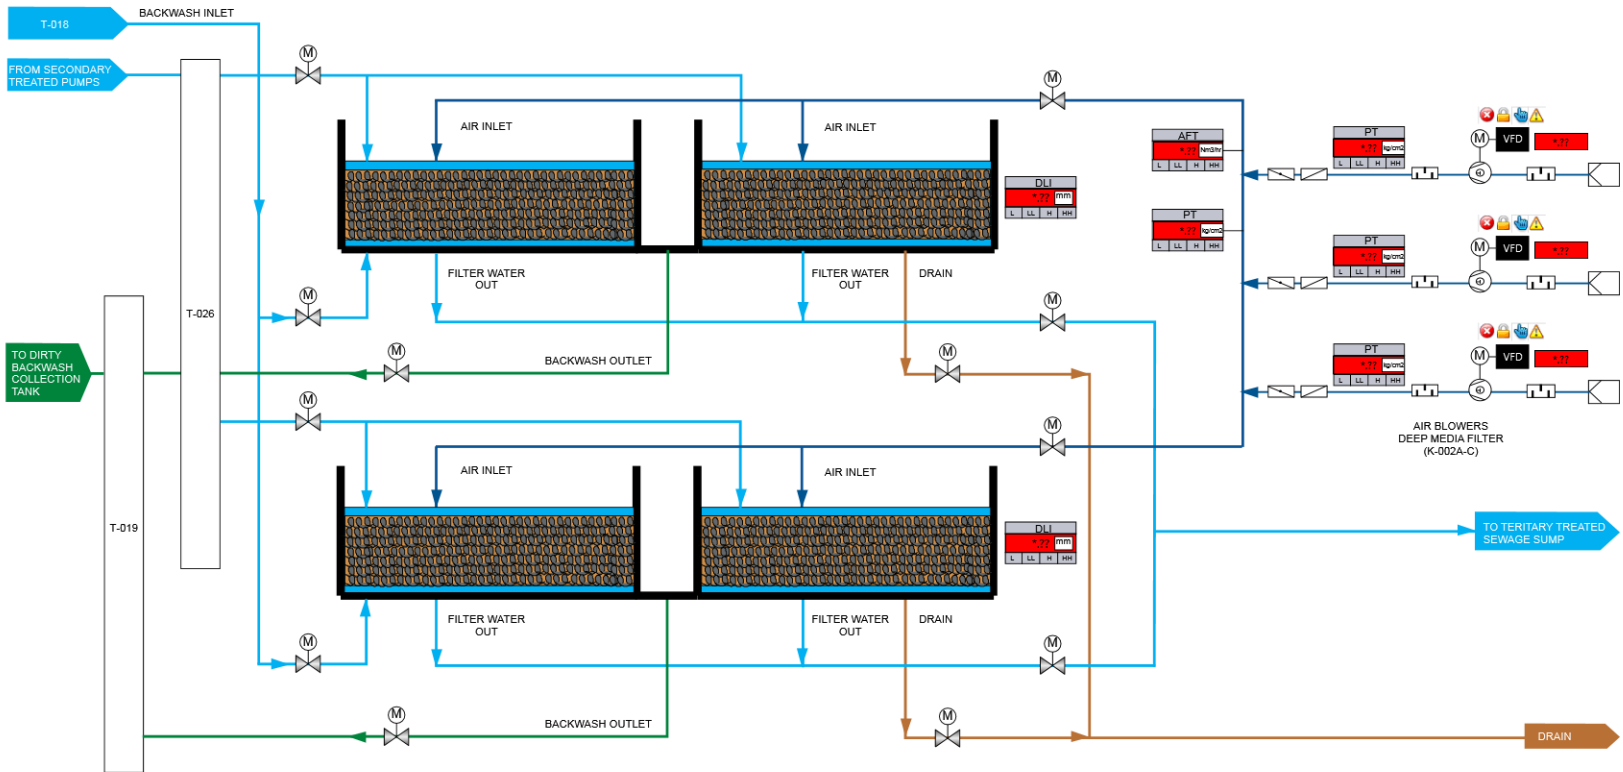 BACKWASH INLET
T-018
FROM SECONDARY
TREATED PUMPS
M
M
AIR INLET
AIR INLET
AFT
*.?? Nm3/hr
L LL H HH
PT
*.?? kg/cm2
L LL H HH
M
VFD
*.??
DLI
*.?? mm
L LL H HH
PT
*.?? kg/cm2
L LL H HH
PT
*.?? kg/cm2
L LL H HH
M
VFD
*.??
FILTER WATER
OUT
FILTER WATER
OUT
DRAIN
M
M
T-026
TO DIRTY
BACKWASH
COLLECTION
TANK
M
BACKWASH OUTLET
M
PT
*.?? kg/cm2
L LL H HH
M
VFD
*.??
M
M
AIR BLOWERS
DEEP MEDIA FILTER
(K-002A-C)
AIR INLET
AIR INLET
T-019
DLI
*.?? mm
L LL H HH
TO TERITARY TREATED
SEWAGE SUMP
FILTER WATER
OUT
FILTER WATER
OUT
DRAIN
M
M
M
BACKWASH OUTLET
M
DRAIN